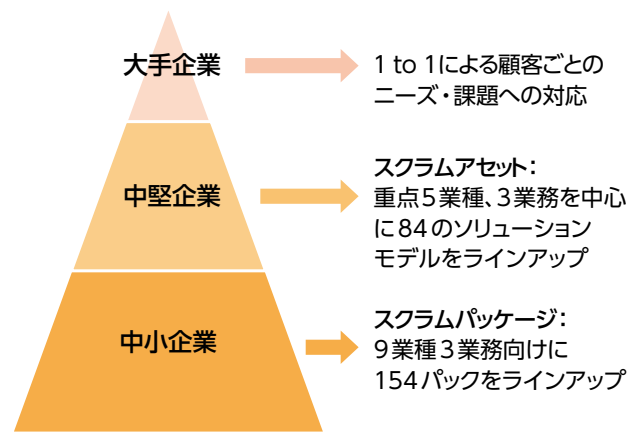 大手企業
1 to 1による顧客ごとの
ニーズ・課題への対応
中堅企業
スクラムアセット：
重点5業種、3業務を中心
に84のソリューション
モデルをラインアップ
中小企業
スクラムパッケージ：
9業種3業務向けに
154パックをラインアップ